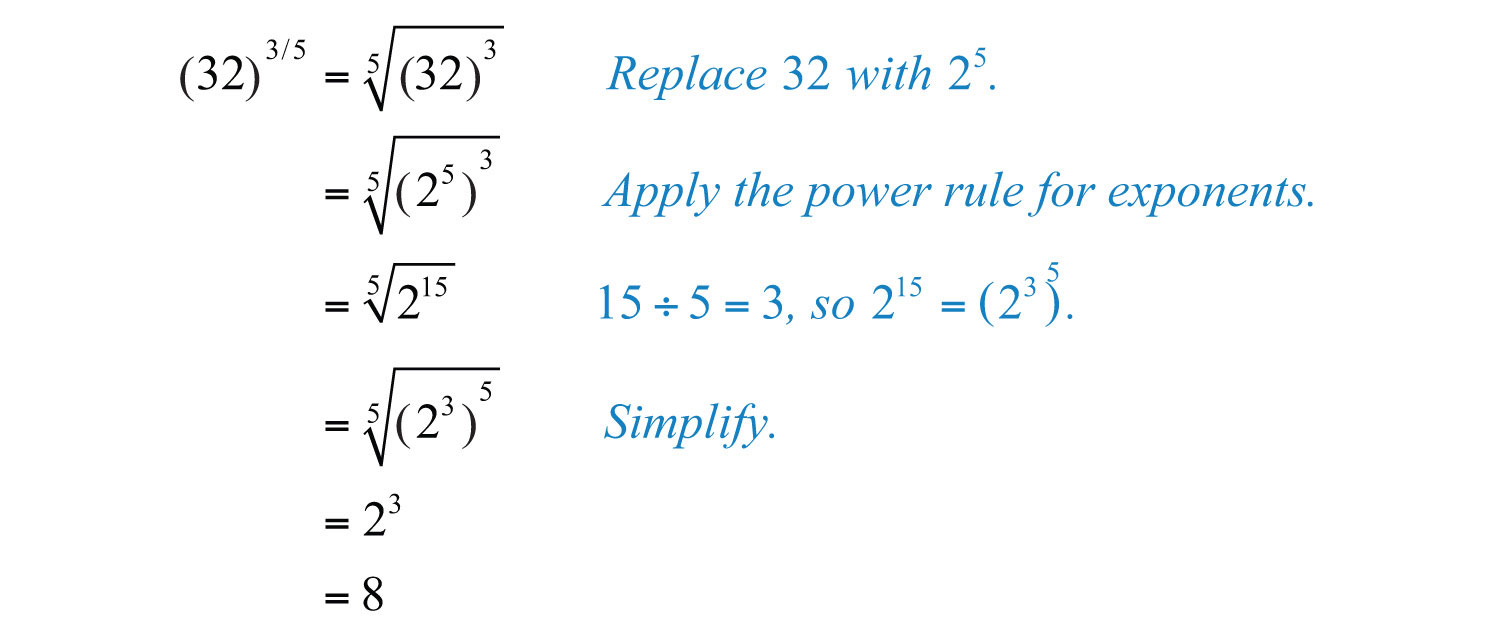 (32)^{3/5} = \sqrt[5]{(32)^3} Replace 32 with 2^5.
= \sqrt[5]{(2^5)^3} Apply the power rule for exponents.
= \sqrt[5]{2^{15}} 15 ÷ 5 = 3, so 2^{15} = (2^3)^5.
= \sqrt[5]{(2^3)^5} Simplify.
= 2^3
= 8